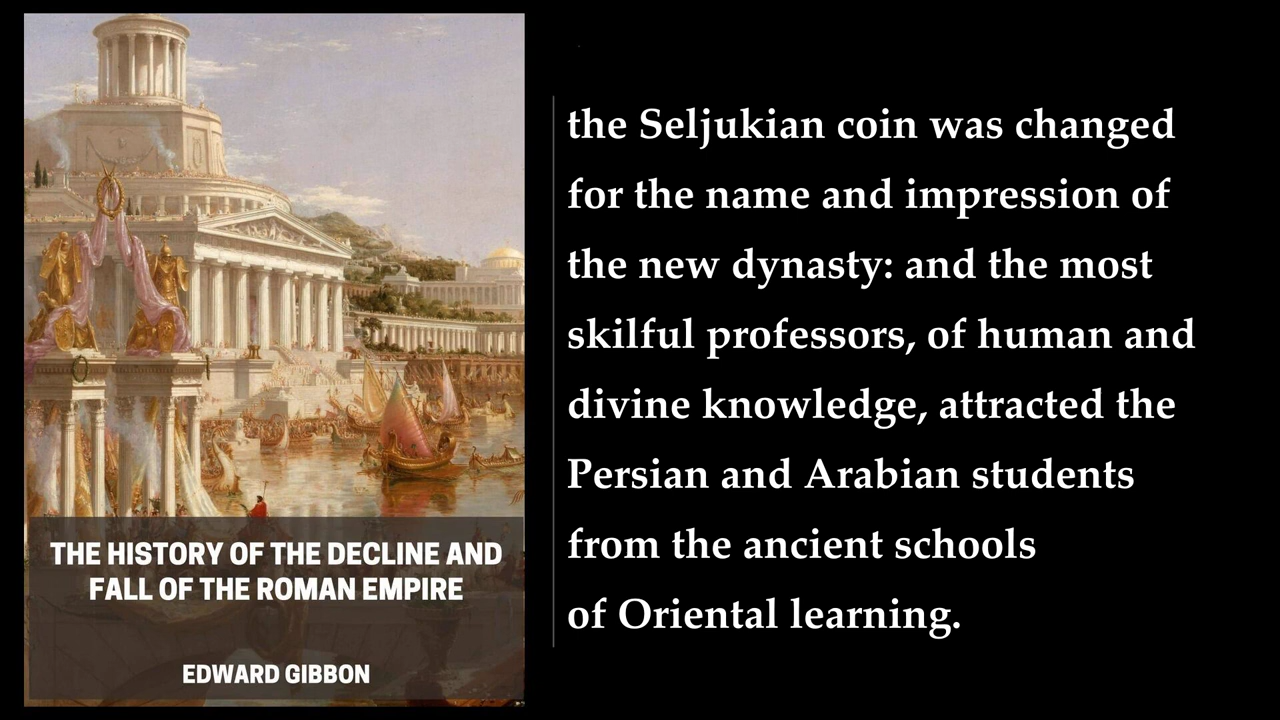 THE HISTORY OF THE DECLINE AND
FALL OF THE ROMAN EMPIRE
EDWARD GIBBON
the Seljukian coin was changed
for the name and impression of
the new dynasty: and the most
skilful professors, of human and
divine knowledge, attracted the
Persian and Arabian students
from the ancient schools
of Oriental learning.